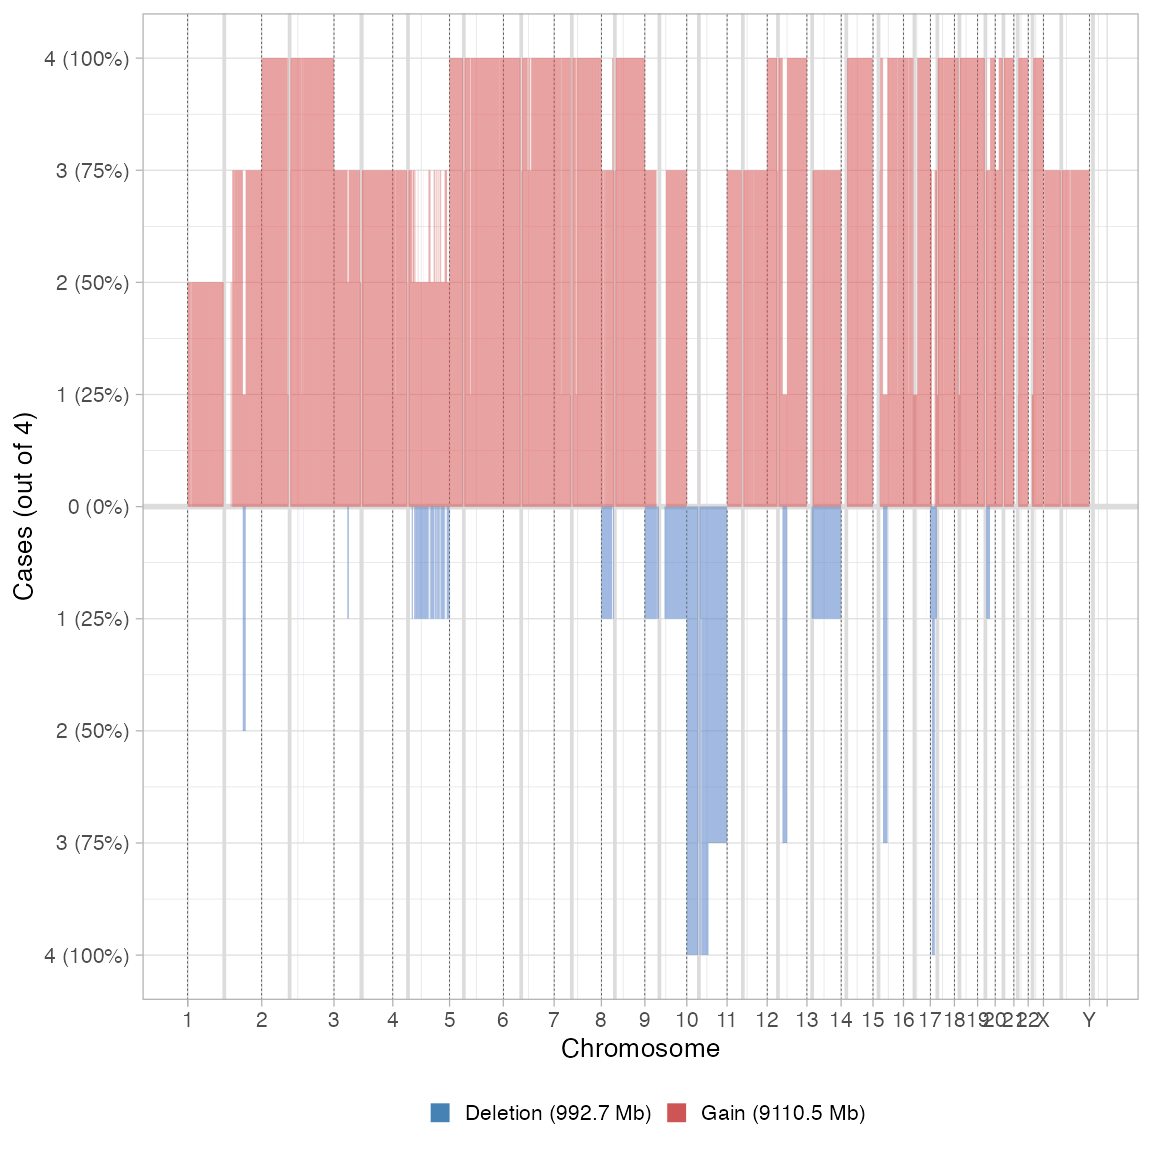 4 (100%)
3 (75%)
2 (50%)
1 (25%)
0 (0%)
1 (25%)
2 (50%)
3 (75%)
4 (100%)
Cases (out of 4)
1 2 3 4 5 6 7 8 9 10 11 12 13 14 15 16 17 18 19 20 21 22 X Y
Chromosome
Deletion (992.7 Mb) Gain (9110.5 Mb)